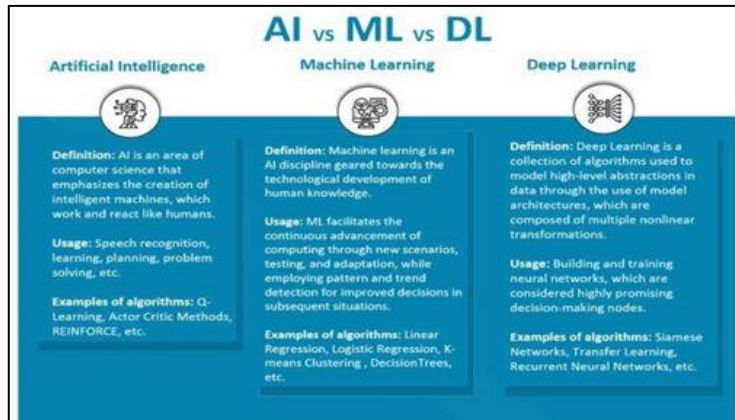 AI vs ML vs DL
Artificial Intelligence
Definition: AI is an area of
computer science that
emphasizes the creation of
intelligent machines, which
work and react like humans.
Usage: Speech recognition,
learning, planning, problem
solving, etc.
Examples of algorithms: Q-
Learning, Actor Critic Methods,
REINFORCE, etc.
Machine Learning
Definition: Machine learning is an
AI discipline geared towards the
technological development of
human knowledge.
Usage: ML facilitates the
continuous advancement of
computing through new scenarios,
testing, and adaptation, while
employing pattern and trend
detection for improved decisions in
subsequent situations.
Examples of algorithms: Linear
Regression, Logistic Regression, K-
means Clustering , DecisionTrees,
etc.
Deep Learning
Definition: Deep Learning is a
collection of algorithms used to
model high-level abstractions in
data through the use of model
architectures, which are
composed of multiple nonlinear
transformations.
Usage: Building and training
neural networks, which are
considered highly promising
decision-making nodes.
Examples of algorithms: Siamese
Networks, Transfer Learning,
Recurrent Neural Networks, etc.